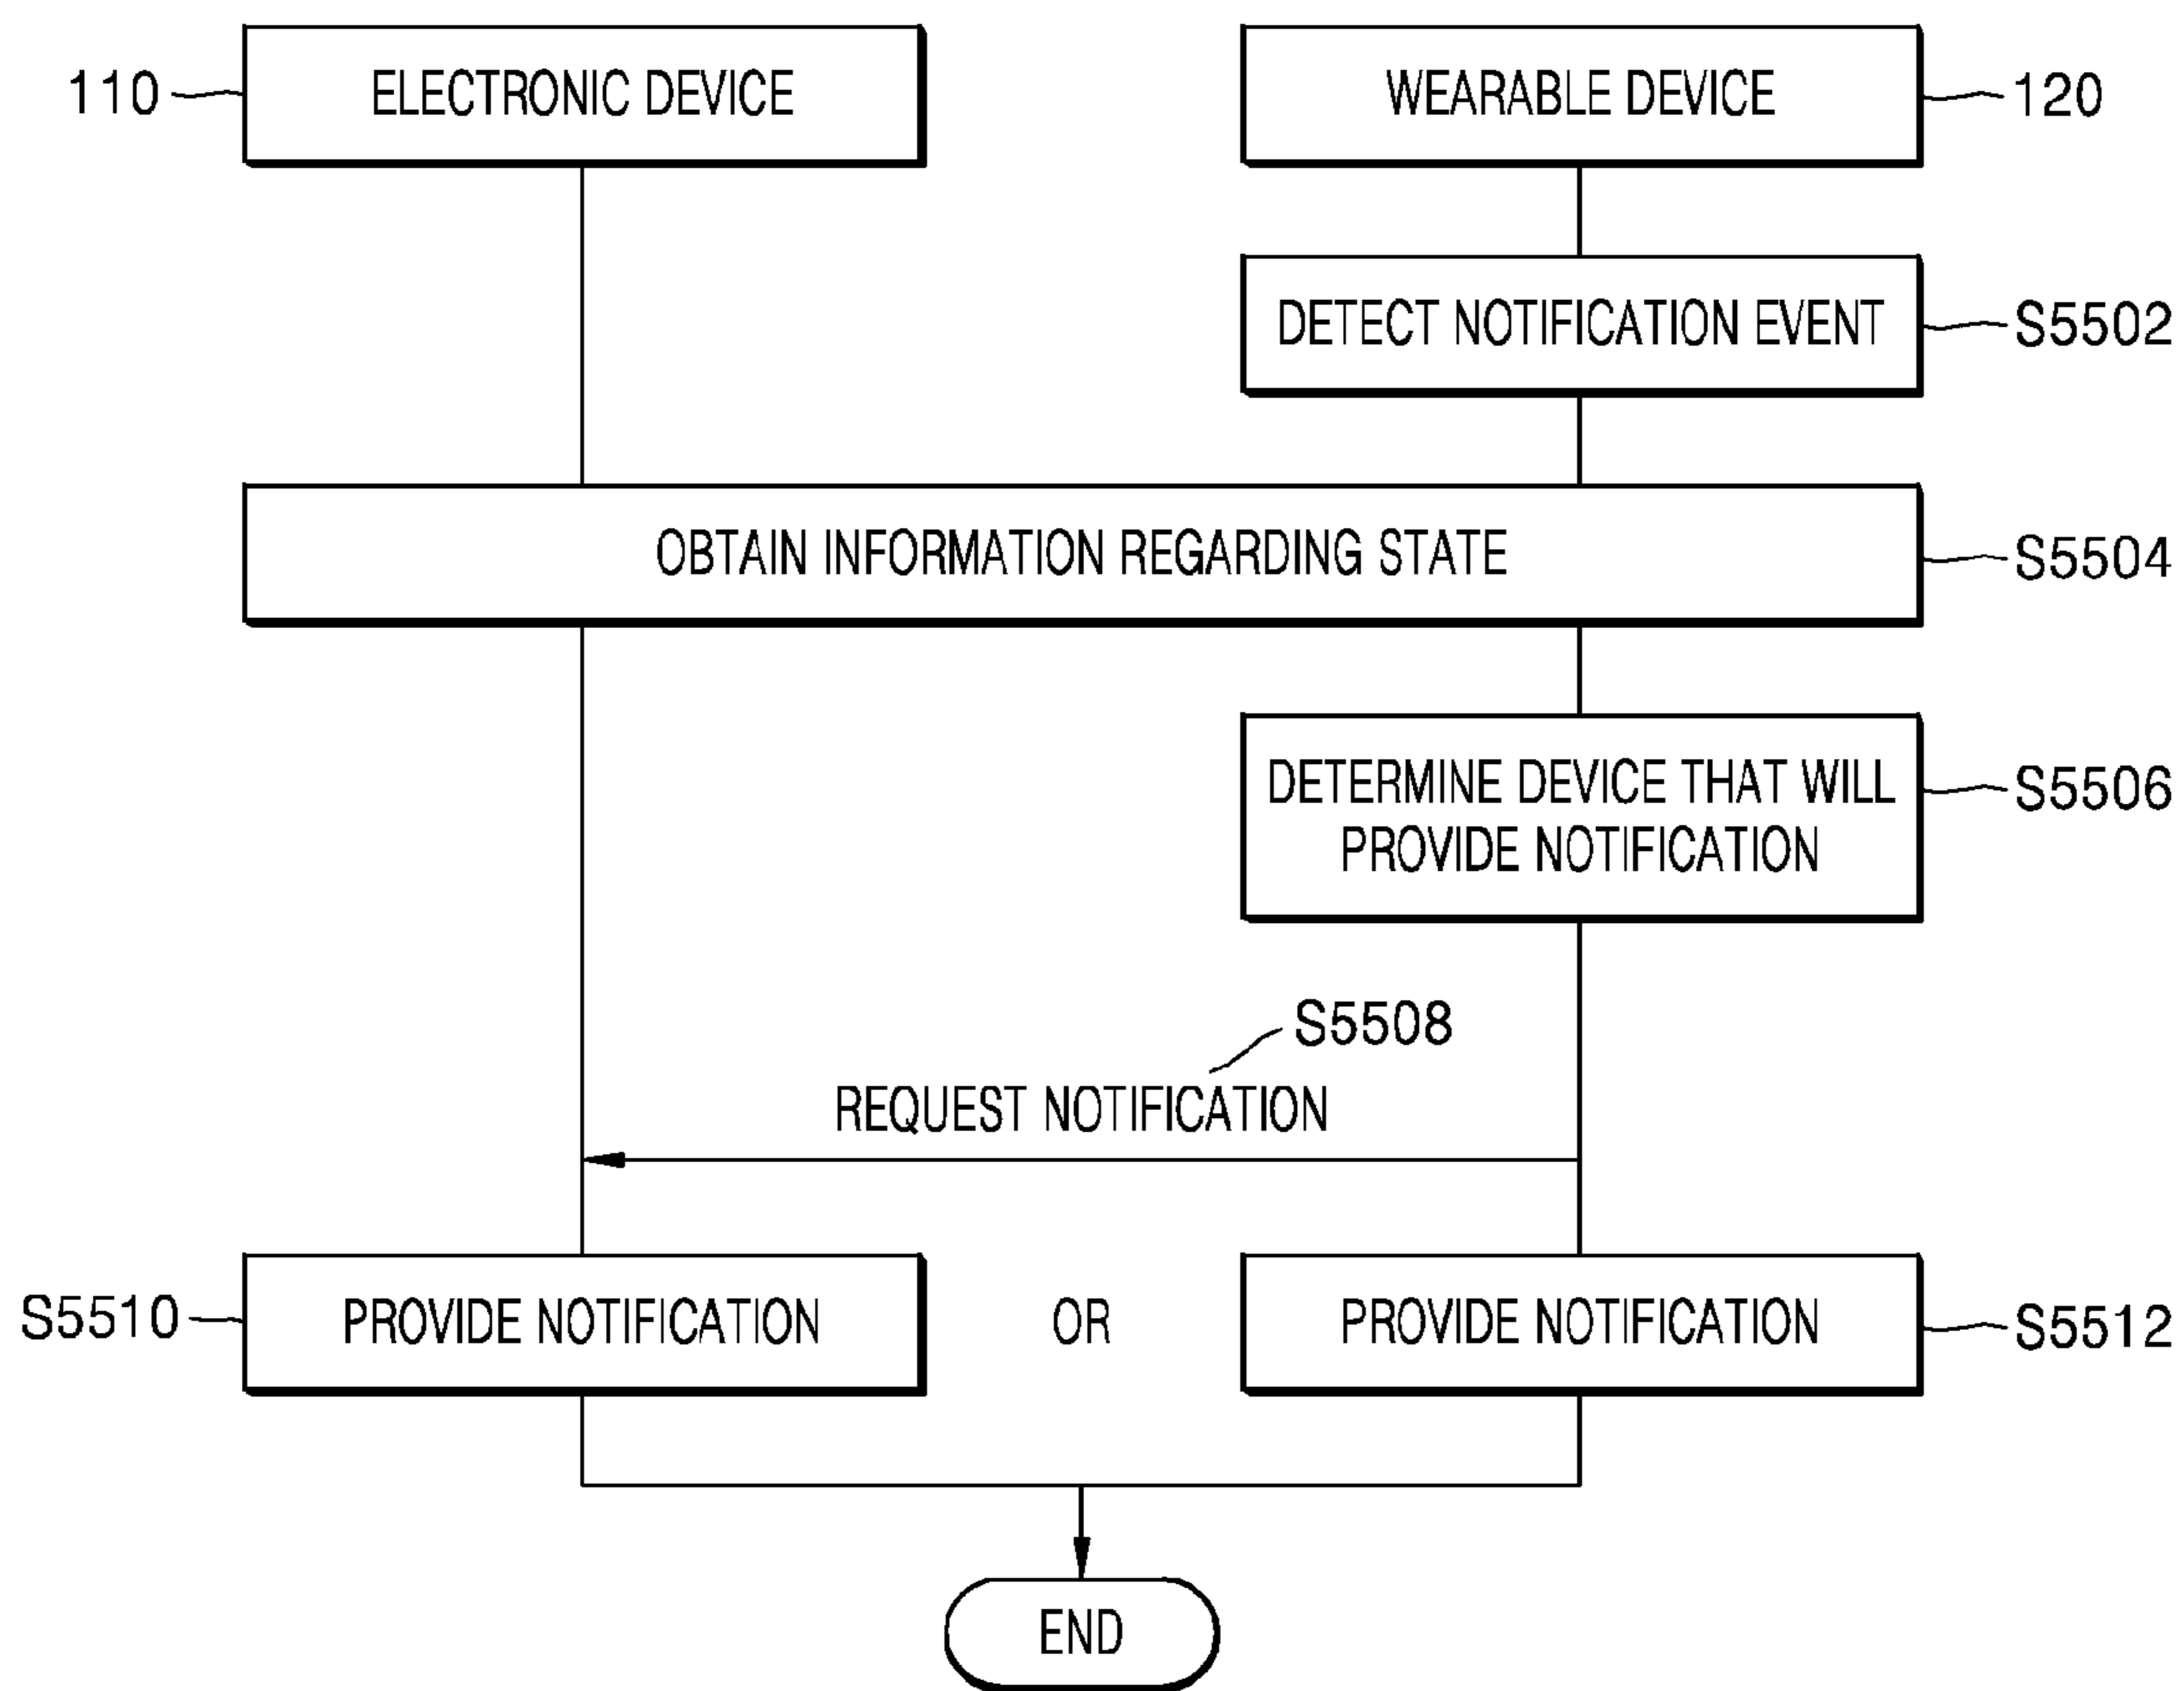 110
ELECTRONIC DEVICE
WEARABLE DEVICE
120
DETECT NOTIFICATION EVENT
S5502
OBTAIN INFORMATION REGARDING STATE
S5504
DETERMINE DEVICE THAT WILL
PROVIDE NOTIFICATION
S5506
S5508
REQUEST NOTIFICATION
S5510
PROVIDE NOTIFICATION
OR
PROVIDE NOTIFICATION
S5512
END